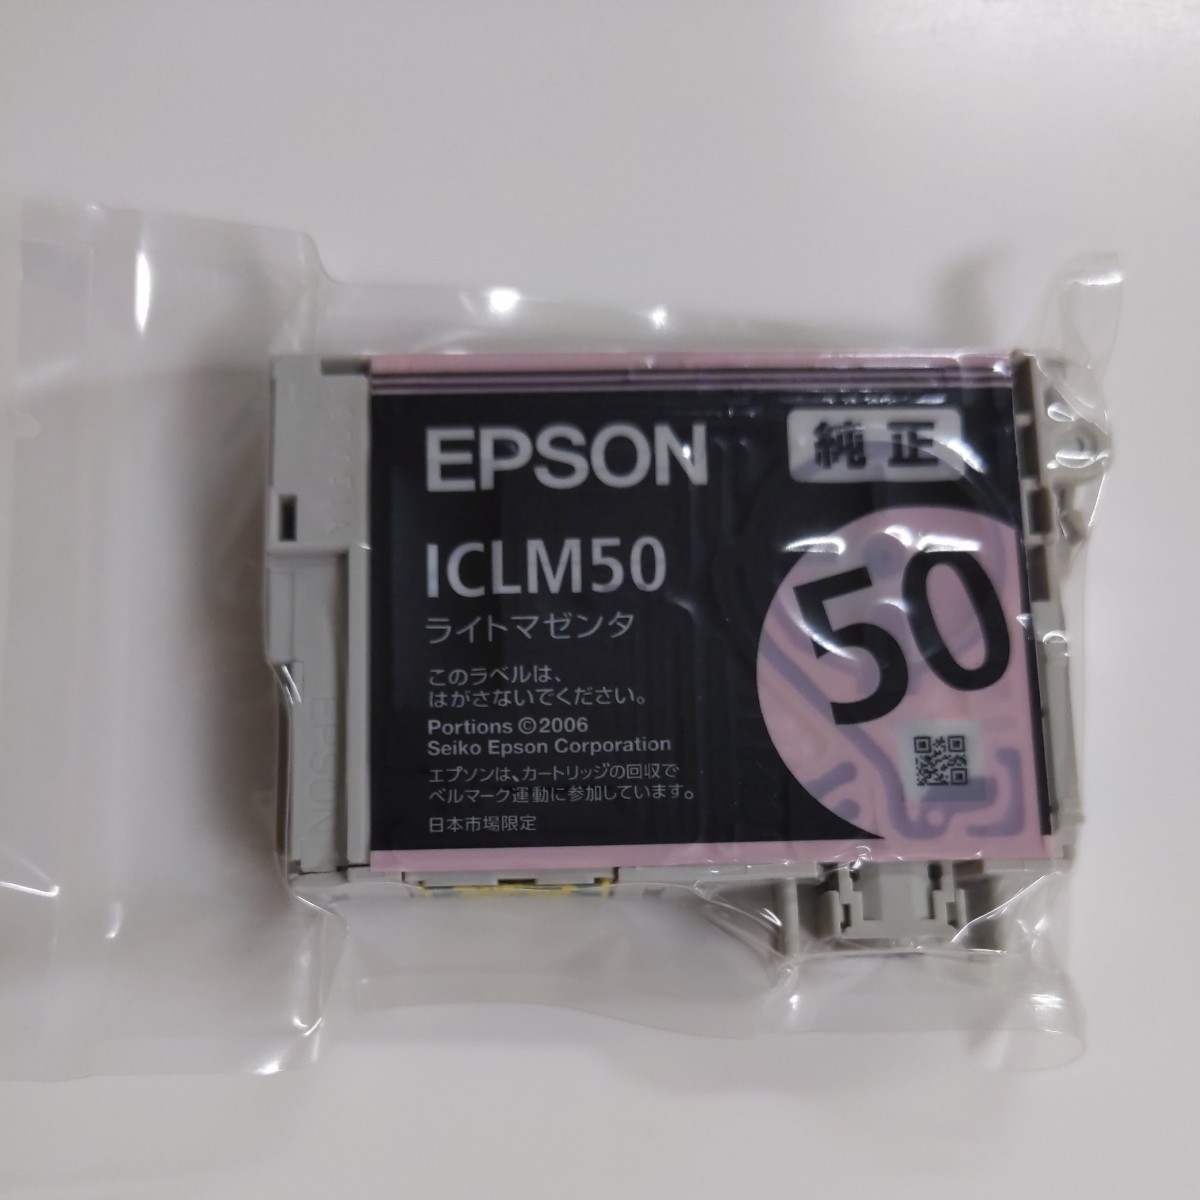 EPSON
純正
ICLM50
ライトマゼンタ
50
このラベルは、
はがさないでください。
Portions ©2006
Seiko Epson Corporation
エプソンは、カートリッジの回収で
ベルマーク運動に参加しています。
日本市場限定
EPSON